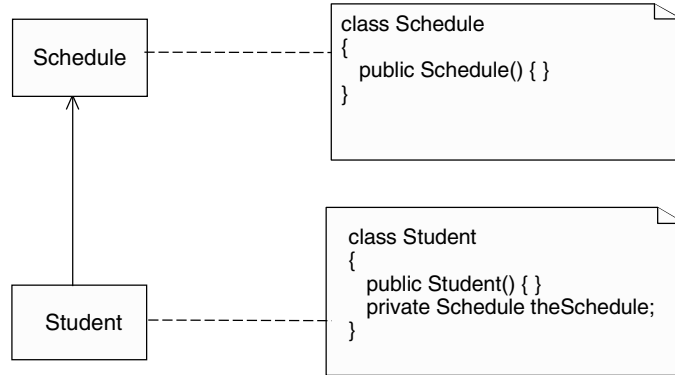 Schedule
class Schedule
{
public Schedule() { }
}
Student
class Student
{
public Student() { }
private Schedule theSchedule;
}